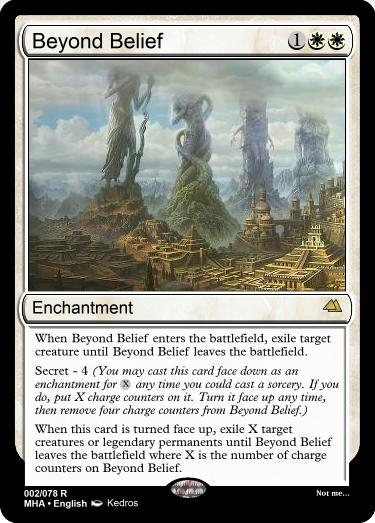 Beyond Belief 1
Enchantment
When Beyond Belief enters the battlefield, exile target
creature until Beyond Belief leaves the battlefield.
Secret - 4 (You may cast this card face down as an
enchantment for X any time you could cast a sorcery. If you
do, put X charge counters on it. Turn it face up any time,
then remove four charge counters from Beyond Belief.)
When this card is turned face up, exile X target
creatures or legendary permanents until Beyond Belief
leaves the battlefield where X is the number of charge
counters on Beyond Belief.
002/078 R
Not me...
MHA • English Kedros